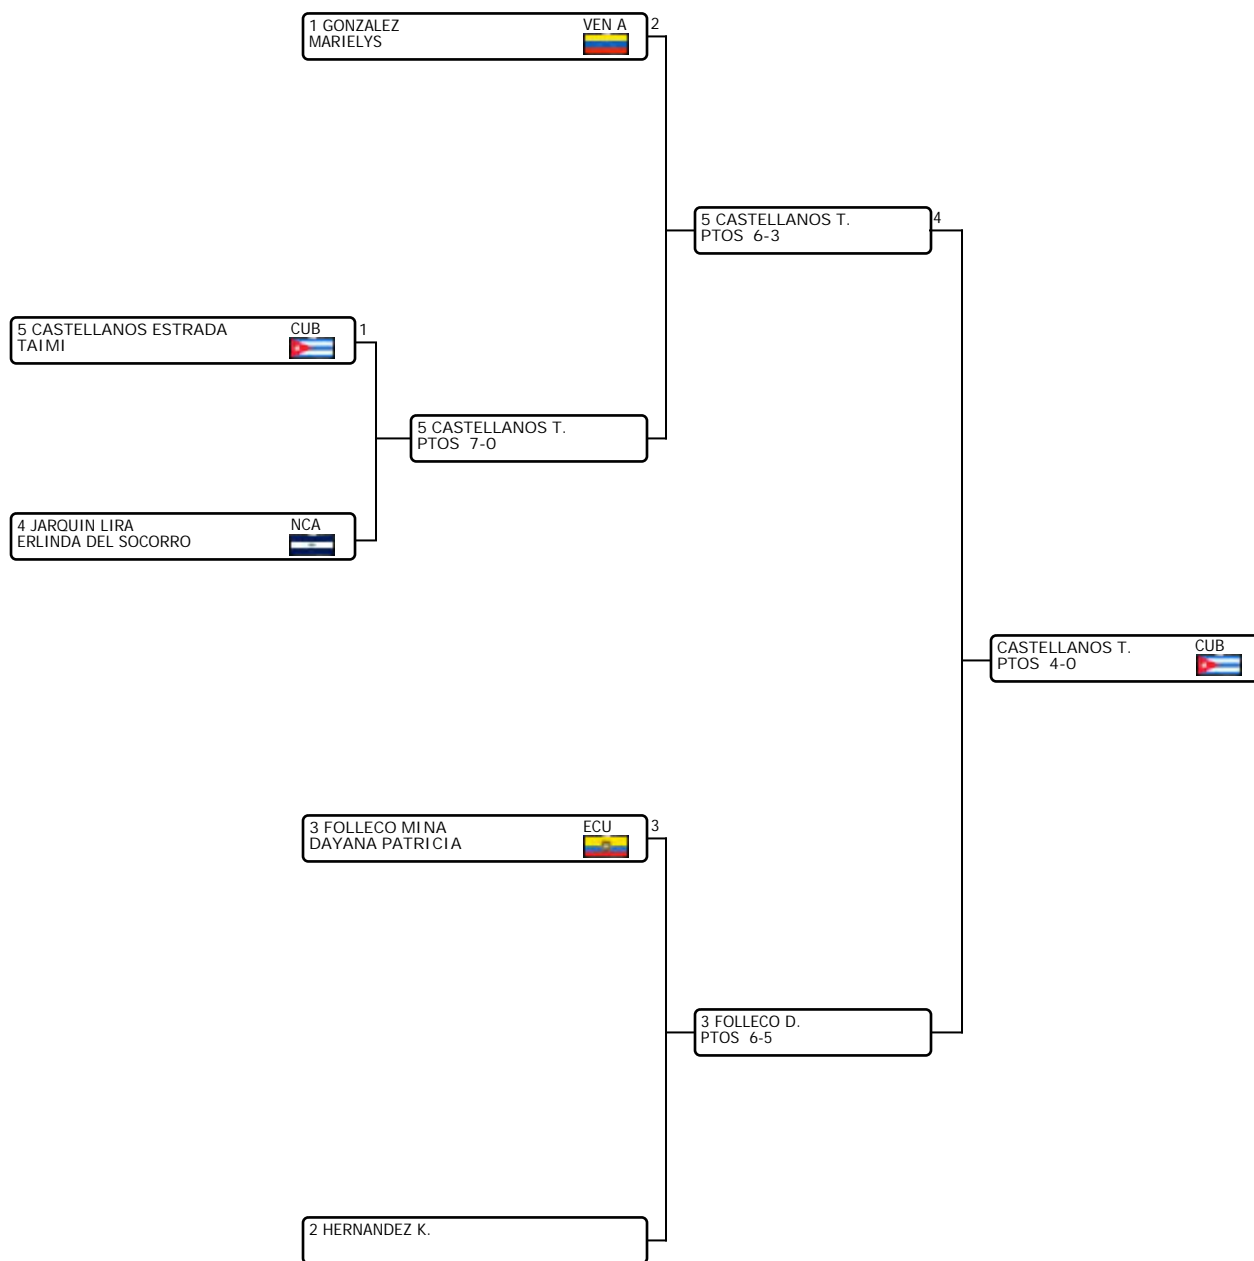 1 GONZALEZ VEN A 2
MARIELYS
5 CASTELLANOS T. 4
PTOS 6-3
5 CASTELLANOS ESTRADA CUB 1
TAIMI
5 CASTELLANOS T.
PTOS 7-0
4 JARQUIN LIRA NCA
ERLINDA DEL SOCORRO
CASTELLANOS T. CUB
PTOS 4-0
3 FOLLECO MINA ECU 3
DAYANA PATRICIA
3 FOLLECO D.
PTOS 6-5
2 HERNANDEZ K.